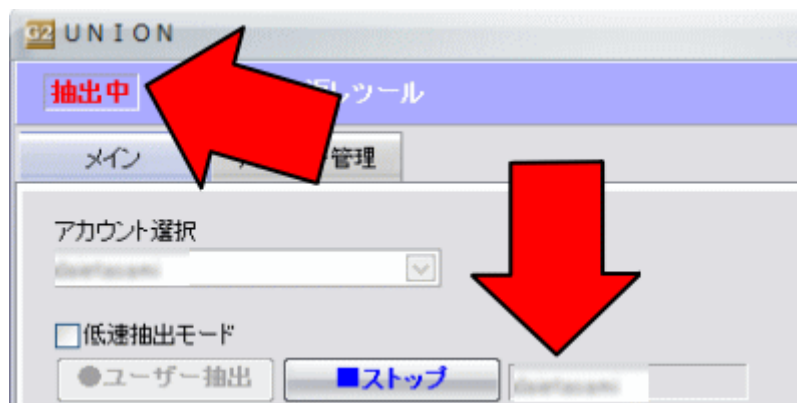 G2 UNION
抽出中 返しツール
メイン 管理
アカウント選択
低速抽出モード
●ユーザー抽出 ■ストップ